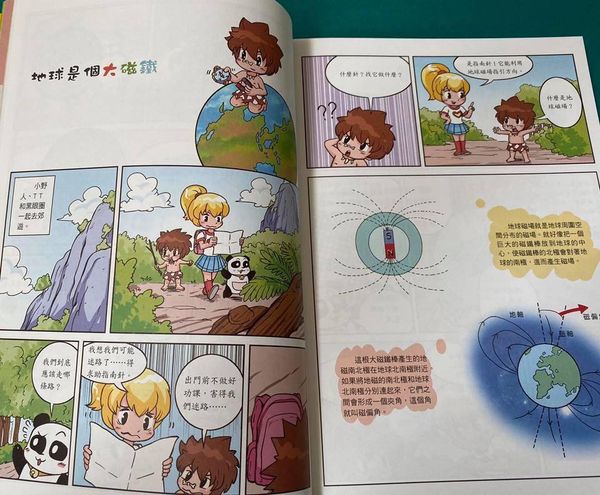 地球是個大磁鐵
小野
人、TT
和黑眼圈
一起去郊
遊。
我們到底
應該走哪
條路？
我想我們可能
迷路了……得
求助指南針。
出門前不做好
功課，害得我
們迷路……
什麼針？找它做什麼？
??
是指南針！它能利用
地球磁場指引方向。
什麼是地
球磁場？
地球磁場就是地球周圍空
間分布的磁場。就好像把一個
巨大的磁鐵棒放到地球的中
心，使磁鐵棒的北極會對著地
球的南極，進而產生磁場。
S
N
這根大磁鐵棒產生的地
磁南北極在地球北南極附近。
如果將地磁的南北極和地球
北南極分別連起來，它們之
間會形成一個夾角，這個角
就叫磁偏角。
地軸
磁偏角
地磁軸